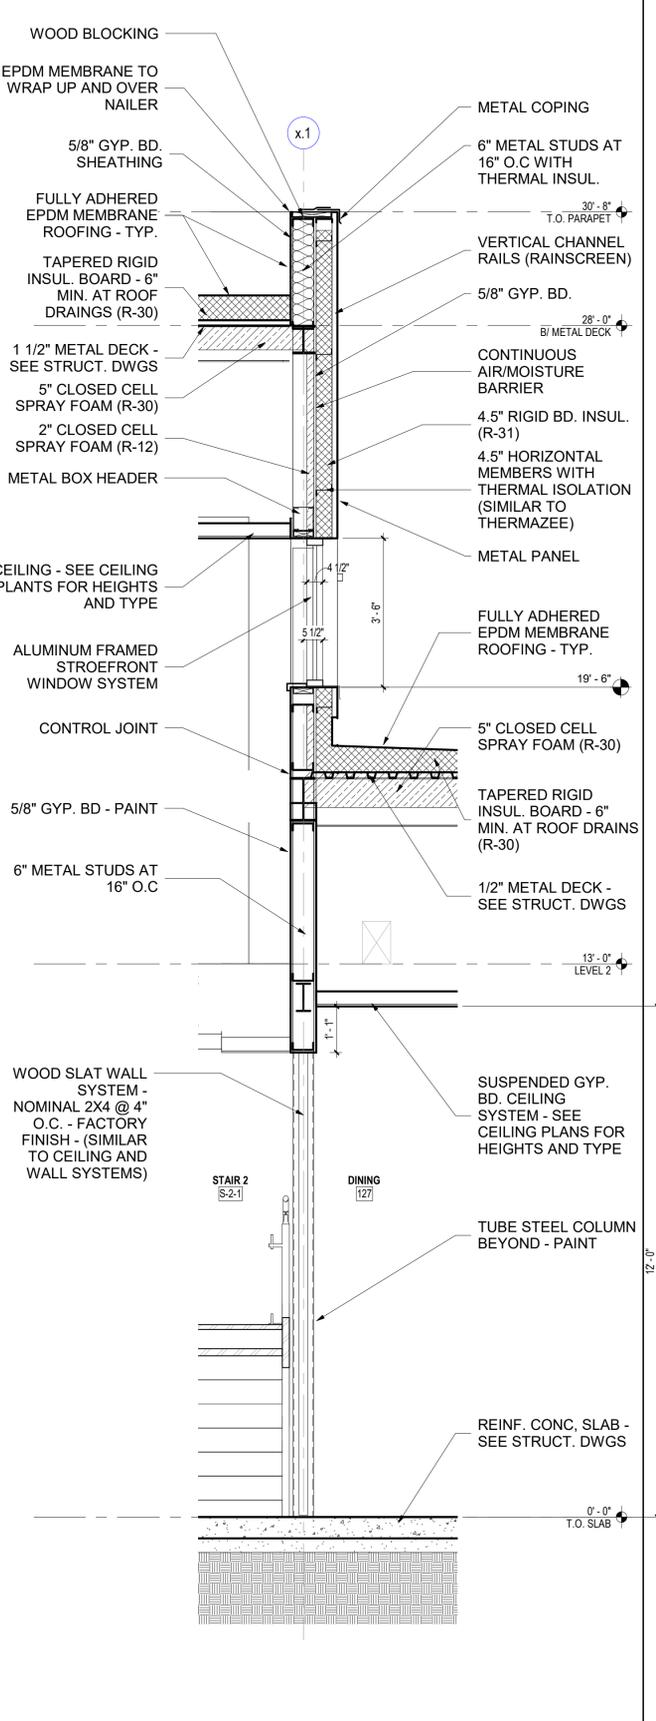 WOOD BLOCKING
EPDM MEMBRANE TO
WRAP UP AND OVER
NAILER
5/8" GYP. BD.
SHEATHING
FULLY ADHERED
EPDM MEMBRANE
ROOFING - TYP.
TAPERED RIGID
INSUL. BOARD - 6"
MIN. AT ROOF
DRAINGS (R-30)
1 1/2" METAL DECK -
SEE STRUCT. DWGS
5" CLOSED CELL
SPRAY FOAM (R-30)
2" CLOSED CELL
SPRAY FOAM (R-12)
METAL BOX HEADER
CEILING - SEE CEILING
PLANTS FOR HEIGHTS
AND TYPE
ALUMINUM FRAMED
STROEFRONT
WINDOW SYSTEM
CONTROL JOINT
5/8" GYP. BD - PAINT
6" METAL STUDS AT
16" O.C
WOOD SLAT WALL
SYSTEM -
NOMINAL 2X4 @ 4"
O.C. - FACTORY
FINISH - (SIMILAR
TO CEILING AND
WALL SYSTEMS)
x.1
4 1/2"
5 1/2"
3' - 6"
1' - 1"
STAIR 2
S-2-1
DINING
127
METAL COPING
6" METAL STUDS AT
16" O.C WITH
THERMAL INSUL.
30' - 8"
T.O. PARAPET
VERTICAL CHANNEL
RAILS (RAINSCREEN)
5/8" GYP. BD.
28' - 0"
B/ METAL DECK
CONTINUOUS
AIR/MOISTURE
BARRIER
4.5" RIGID BD. INSUL.
(R-31)
4.5" HORIZONTAL
MEMBERS WITH
THERMAL ISOLATION
(SIMILAR TO
THERMAZEE)
METAL PANEL
FULLY ADHERED
EPDM MEMBRANE
ROOFING - TYP.
19' - 6"
5" CLOSED CELL
SPRAY FOAM (R-30)
TAPERED RIGID
INSUL. BOARD - 6"
MIN. AT ROOF DRAINS
(R-30)
1/2" METAL DECK -
SEE STRUCT. DWGS
13' - 0"
LEVEL 2
SUSPENDED GYP.
BD. CEILING
SYSTEM - SEE
CEILING PLANS FOR
HEIGHTS AND TYPE
TUBE STEEL COLUMN
BEYOND - PAINT
12' - 0"
REINF. CONC, SLAB -
SEE STRUCT. DWGS
0' - 0"
T.O. SLAB